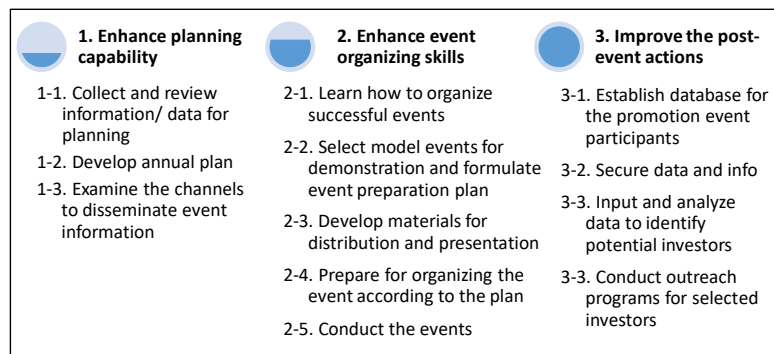 1. Enhance planning
capability
1-1. Collect and review
information/ data for
planning
1-2. Develop annual plan
1-3. Examine the channels
to disseminate event
information
2. Enhance event
organizing skills
2-1. Learn how to organize
successful events
2-2. Select model events for
demonstration and formulate
event preparation plan
2-3. Develop materials for
distribution and presentation
2-4. Prepare for organizing the
event according to the plan
2-5. Conduct the events
3. Improve the post-
event actions
3-1. Establish database for
the promotion event
participants
3-2. Secure data and info
3-3. Input and analyze
data to identify
potential investors
3-3. Conduct outreach
programs for selected
investors